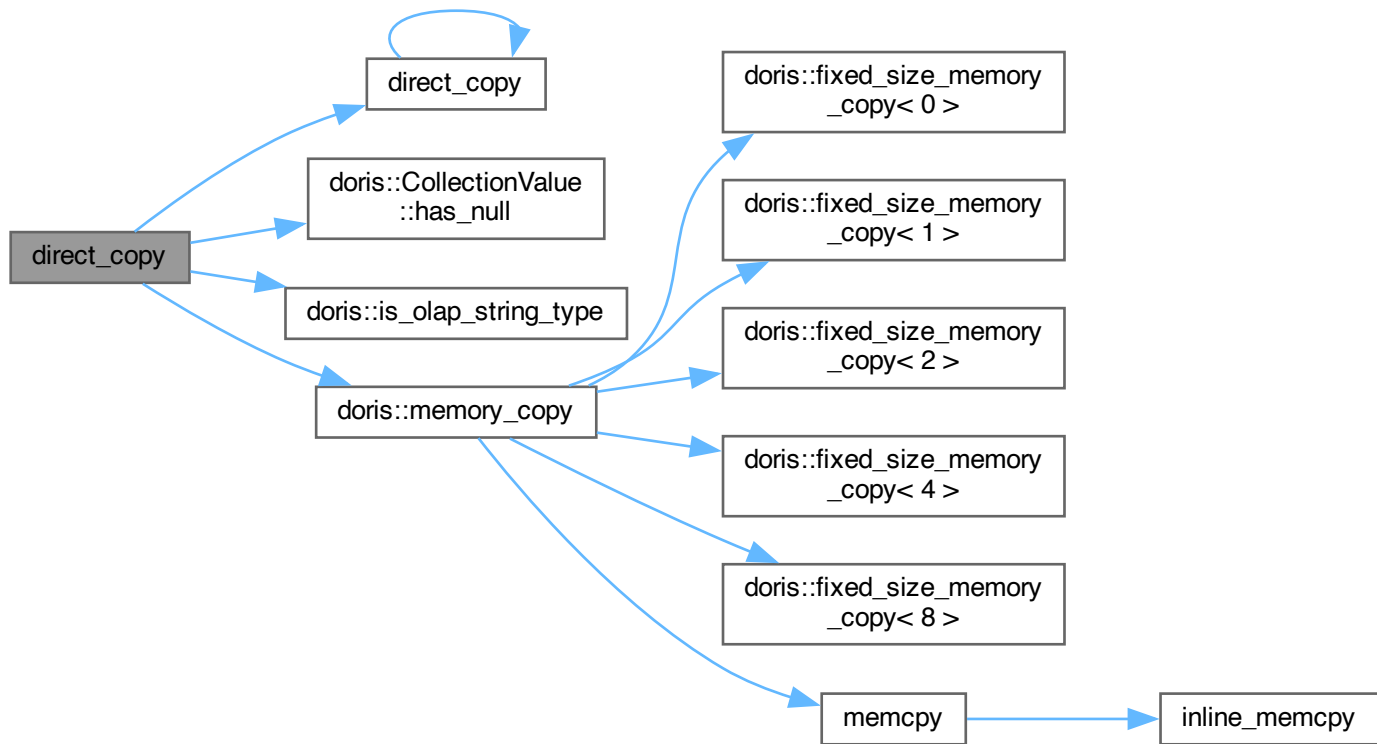 direct_copy
direct_copy
doris::CollectionValue
::has_null
doris::is_olap_string_type
doris::memory_copy
doris::fixed_size_memory
_copy< 0 >
doris::fixed_size_memory
_copy< 1 >
doris::fixed_size_memory
_copy< 2 >
doris::fixed_size_memory
_copy< 4 >
doris::fixed_size_memory
_copy< 8 >
memcpy
inline_memcpy